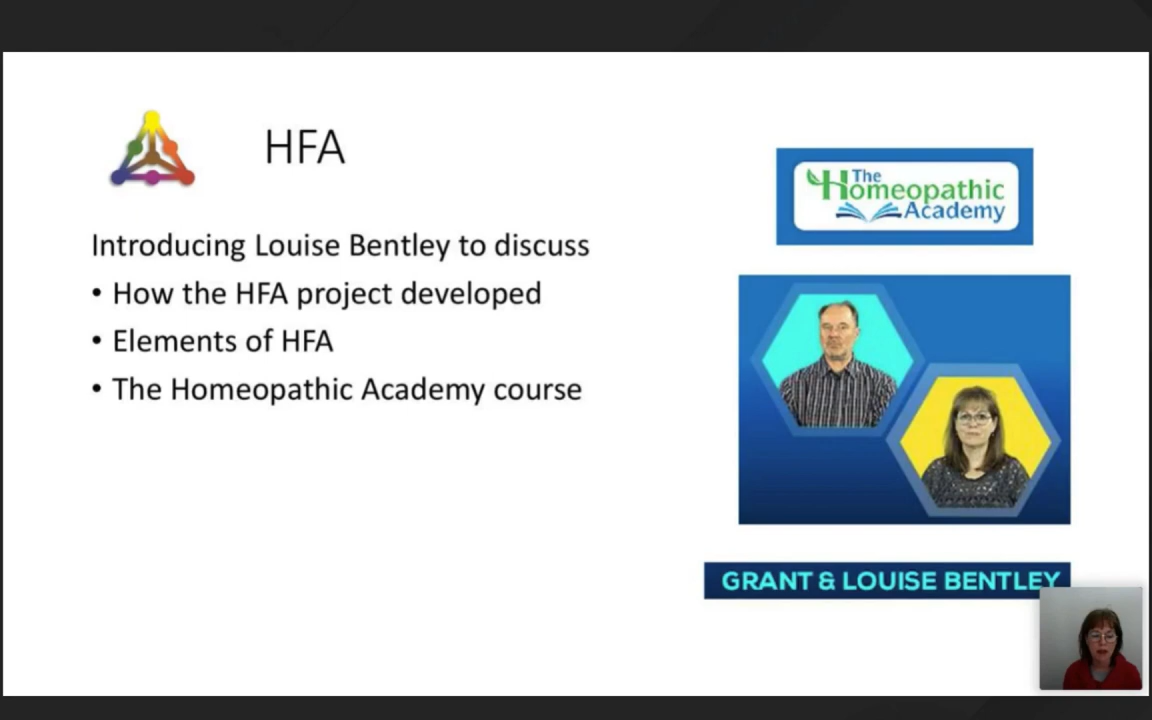 HFA
Introducing Louise Bentley to discuss
• How the HFA project developed
• Elements of HFA
• The Homeopathic Academy course
The
Homeopathic
Academy
GRANT & LOUISE BENTLEY